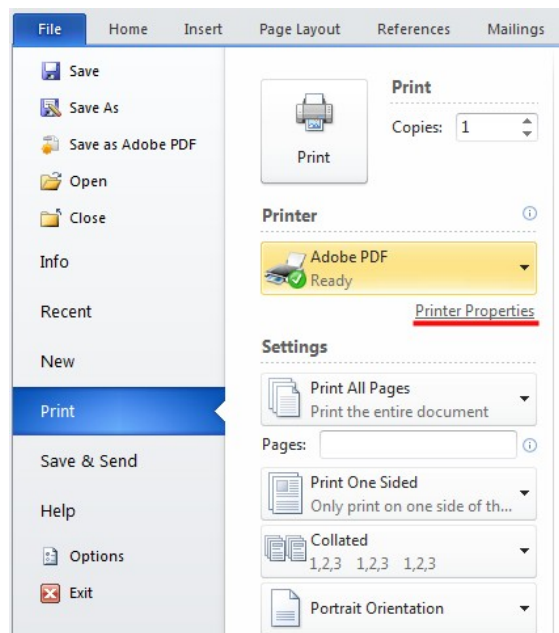 File Home Insert Page Layout References Mailings
Save
Save As
Save as Adobe PDF
Open
Close
Info
Recent
New
Print
Save & Send
Help
Options
Exit
Print
Print
Copies: 1
Printer
Adobe PDF
Ready
Printer Properties
Settings
Print All Pages
Print the entire document
Pages:
Print One Sided
Only print on one side of th...
Collated
1,2,3 1,2,3 1,2,3
Portrait Orientation